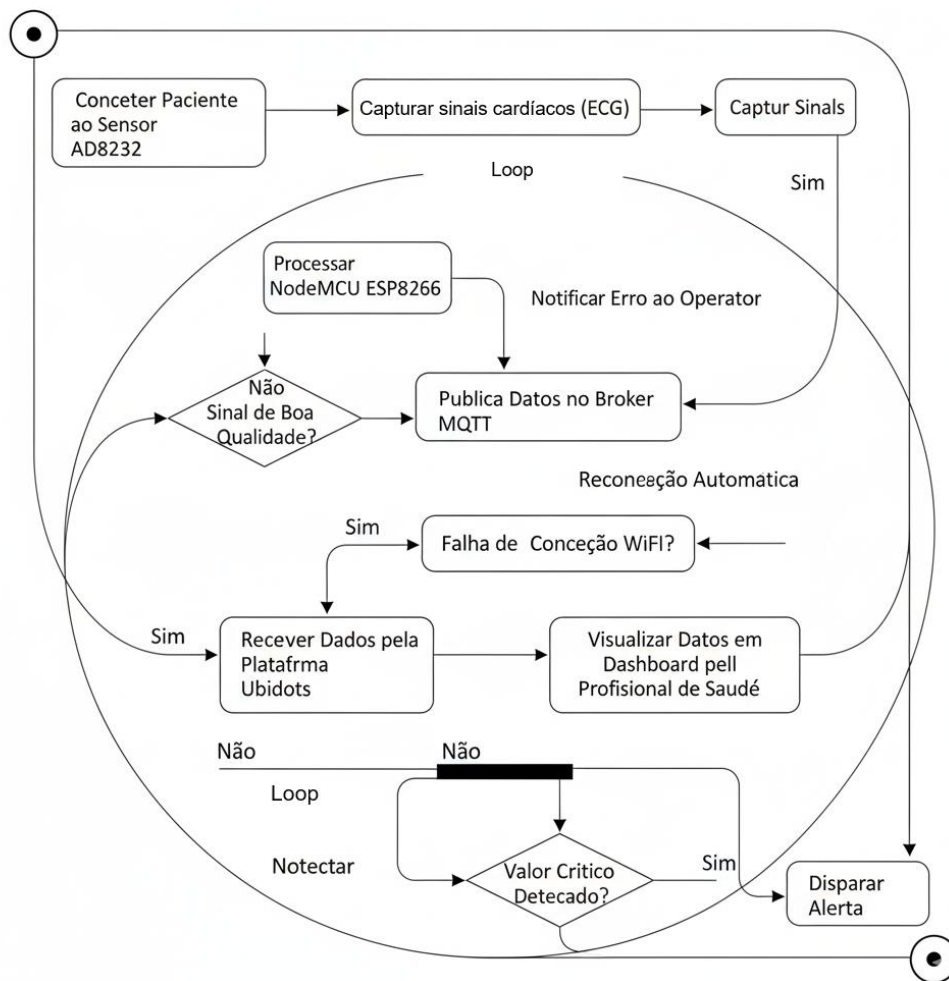 Conceter Paciente
ao Sensor
AD8232
Capturar sinais cardíacos (ECG)
Captur Sinals
Loop
Sim
Processar
NodeMCU ESP8266
Notificar Erro ao Operator
Não
Sinal de Boa
Qualidade?
Publica Datos no Broker
MQTT
Reconeeção Automatica
Sim
Falha de Conceção WiFI?
Sim
Recever Dados pela
Platafrma
Ubidots
Visualizar Datos em
Dashboard pell
Profisional de Saudé
Não
Não
Loop
Notectar
Valor Critico
Detecado?
Sim
Disparar
Alerta